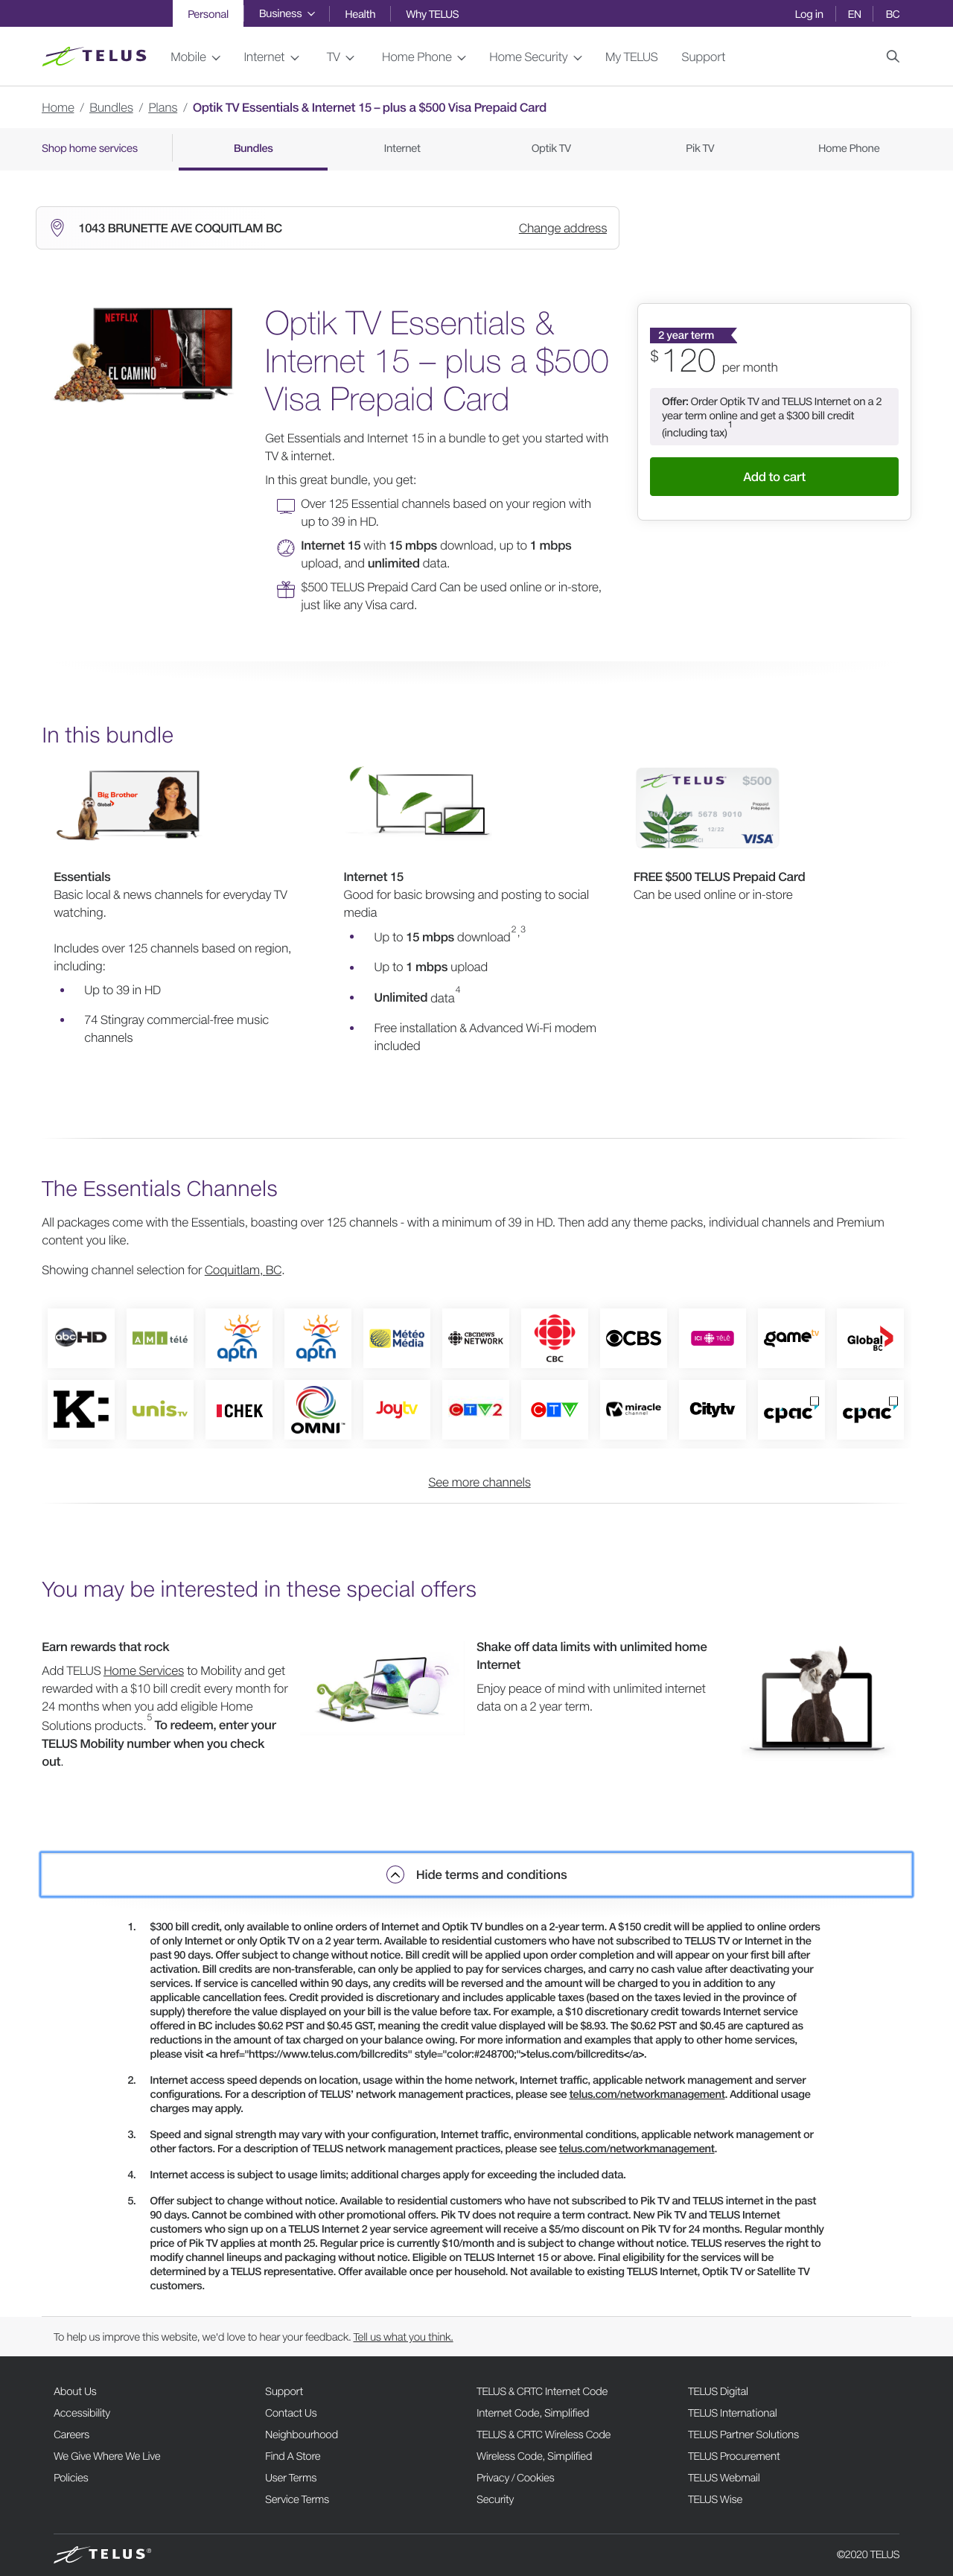 Personal
Business
Health
Why TELUS
Log in
EN
BC
TELUS
Mobile
Internet
TV
Home Phone
Home Security
My TELUS
Support
Home / Bundles / Plans / Optik TV Essentials & Internet 15 – plus a $500 Visa Prepaid Card
Shop home services
Bundles
Internet
Optik TV
Pik TV
Home Phone
1043 BRUNETTE AVE COQUITLAM BC
Change address
NETFLIX
EL CAMINO
Optik TV Essentials &
Internet 15 – plus a $500
Visa Prepaid Card
Get Essentials and Internet 15 in a bundle to get you started with
TV & internet.
In this great bundle, you get:
Over 125 Essential channels based on your region with
up to 39 in HD.
Internet 15 with 15 mbps download, up to 1 mbps
upload, and unlimited data.
$500 TELUS Prepaid Card Can be used online or in-store,
just like any Visa card.
2 year term
$120 per month
Offer: Order Optik TV and TELUS Internet on a 2
year term online and get a $300 bill credit
(including tax)1
Add to cart
In this bundle
Big Brother
Global
TELUS
$500
Prepaid
Prépayée
5678 9010
12/22
VISA
Essentials
Basic local & news channels for everyday TV
watching.
Includes over 125 channels based on region,
including:
• Up to 39 in HD
• 74 Stingray commercial-free music
channels
Internet 15
Good for basic browsing and posting to social
media
• Up to 15 mbps download2,3
• Up to 1 mbps upload
• Unlimited data4
• Free installation & Advanced Wi-Fi modem
included
FREE $500 TELUS Prepaid Card
Can be used online or in-store
The Essentials Channels
All packages come with the Essentials, boasting over 125 channels - with a minimum of 39 in HD. Then add any theme packs, individual channels and Premium
content you like.
Showing channel selection for Coquitlam, BC.
abc HD
AMI télé
aptn
aptn
Météo Média
CBC news NETWORK
CBC
CBS
ICI TÉLÉ
gametv
Global BC
K:
unis TV
CHEK
OMNI
Joytv
CTV2
CTV
miracle channel
Citytv
cpac
cpac
See more channels
You may be interested in these special offers
Earn rewards that rock
Add TELUS Home Services to Mobility and get
rewarded with a $10 bill credit every month for
24 months when you add eligible Home
Solutions products.5 To redeem, enter your
TELUS Mobility number when you check
out.
Shake off data limits with unlimited home
Internet
Enjoy peace of mind with unlimited internet
data on a 2 year term.
Hide terms and conditions
1. $300 bill credit, only available to online orders of Internet and Optik TV bundles on a 2-year term. A $150 credit will be applied to online orders
of only Internet or only Optik TV on a 2 year term. Available to residential customers who have not subscribed to TELUS TV or Internet in the
past 90 days. Offer subject to change without notice. Bill credit will be applied upon order completion and will appear on your first bill after
activation. Bill credits are non-transferable, can only be applied to pay for services charges, and carry no cash value after deactivating your
services. If service is cancelled within 90 days, any credits will be reversed and the amount will be charged to you in addition to any
applicable cancellation fees. Credit provided is discretionary and includes applicable taxes (based on the taxes levied in the province of
supply) therefore the value displayed on your bill is the value before tax. For example, a $10 discretionary credit towards Internet service
offered in BC includes $0.62 PST and $0.45 GST, meaning the credit value displayed will be $8.93. The $0.62 PST and $0.45 are captured as
reductions in the amount of tax charged on your balance owing. For more information and examples that apply to other home services,
please visit <a href="https://www.telus.com/billcredits" style="color:#248700;">telus.com/billcredits</a>.
2. Internet access speed depends on location, usage within the home network, Internet traffic, applicable network management and server
configurations. For a description of TELUS' network management practices, please see telus.com/networkmanagement. Additional usage
charges may apply.
3. Speed and signal strength may vary with your configuration, Internet traffic, environmental conditions, applicable network management or
other factors. For a description of TELUS network management practices, please see telus.com/networkmanagement.
4. Internet access is subject to usage limits; additional charges apply for exceeding the included data.
5. Offer subject to change without notice. Available to residential customers who have not subscribed to Pik TV and TELUS internet in the past
90 days. Cannot be combined with other promotional offers. Pik TV does not require a term contract. New Pik TV and TELUS Internet
customers who sign up on a TELUS Internet 2 year service agreement will receive a $5/mo discount on Pik TV for 24 months. Regular monthly
price of Pik TV applies at month 25. Regular price is currently $10/month and is subject to change without notice. TELUS reserves the right to
modify channel lineups and packaging without notice. Eligible on TELUS Internet 15 or above. Final eligibility for the services will be
determined by a TELUS representative. Offer available once per household. Not available to existing TELUS Internet, Optik TV or Satellite TV
customers.
To help us improve this website, we'd love to hear your feedback. Tell us what you think.
About Us
Accessibility
Careers
We Give Where We Live
Policies
Support
Contact Us
Neighbourhood
Find A Store
User Terms
Service Terms
TELUS & CRTC Internet Code
Internet Code, Simplified
TELUS & CRTC Wireless Code
Wireless Code, Simplified
Privacy / Cookies
Security
TELUS Digital
TELUS International
TELUS Partner Solutions
TELUS Procurement
TELUS Webmail
TELUS Wise
TELUS®
©2020 TELUS